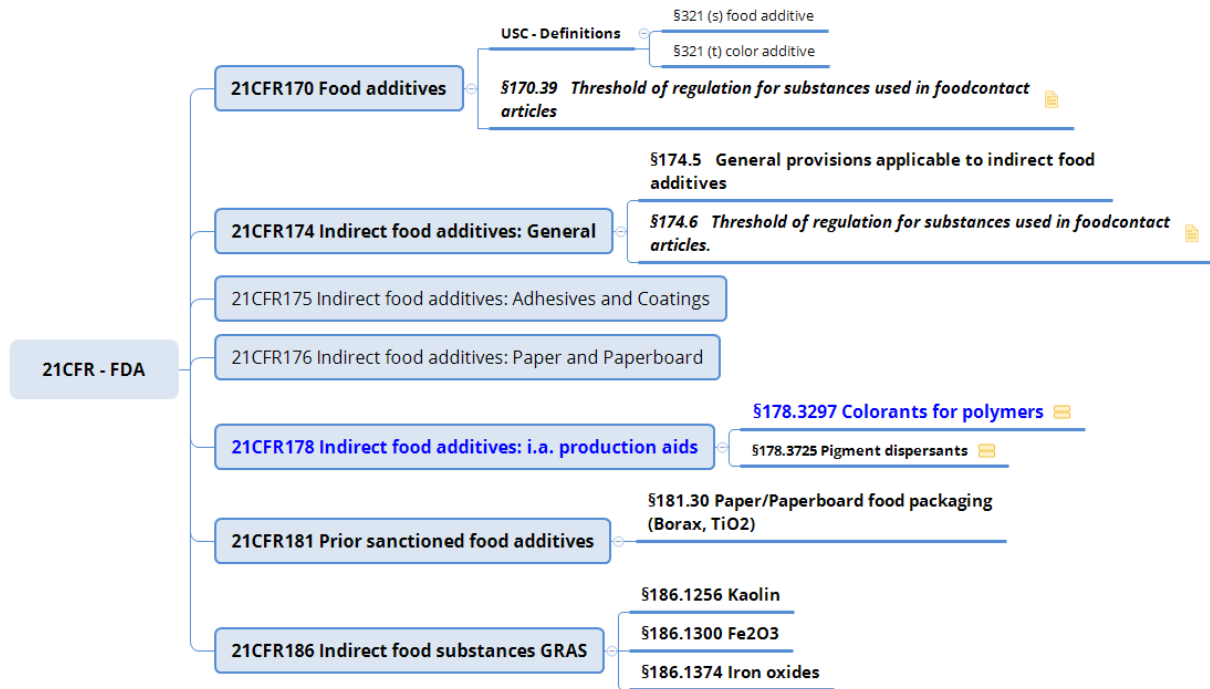 §321 (s) food additive
USC - Definitions
§321 (t) color additive
21CFR170 Food additives
§170.39 Threshold of regulation for substances used in foodcontact
articles
§174.5 General provisions applicable to indirect food
additives
21CFR174 Indirect food additives: General
§174.6 Threshold of regulation for substances used in foodcontact
articles.
21CFR175 Indirect food additives: Adhesives and Coatings
21CFR176 Indirect food additives: Paper and Paperboard
21CFR - FDA
§178.3297 Colorants for polymers
21CFR178 Indirect food additives: i.a. production aids
§178.3725 Pigment dispersants
§181.30 Paper/Paperboard food packaging
(Borax, TiO2)
21CFR181 Prior sanctioned food additives
§186.1256 Kaolin
§186.1300 Fe2O3
21CFR186 Indirect food substances GRAS
§186.1374 Iron oxides